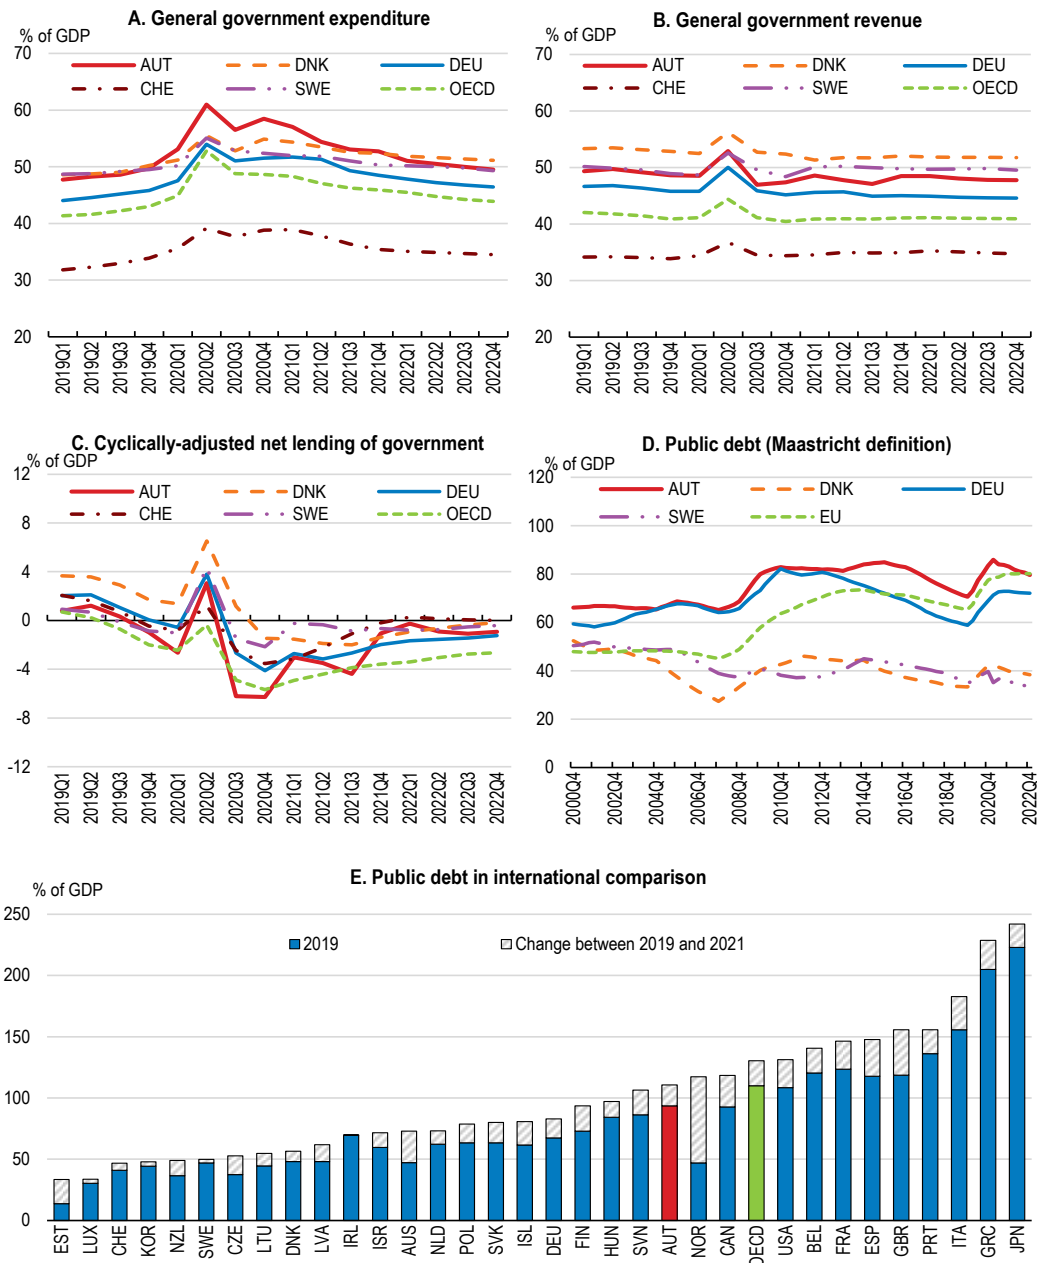 A. General government expenditure
% of GDP
70
60
50
40
30
20
AUT
DNK
DEU
CHE
SWE
OECD
2019Q1
2019Q2
2019Q3
2019Q4
2020Q1
2020Q2
2020Q3
2020Q4
2021Q1
2021Q2
2021Q3
2021Q4
2022Q1
2022Q2
2022Q3
2022Q4
B. General government revenue
% of GDP
70
60
50
40
30
20
AUT
DNK
DEU
CHE
SWE
OECD
2019Q1
2019Q2
2019Q3
2019Q4
2020Q1
2020Q2
2020Q3
2020Q4
2021Q1
2021Q2
2021Q3
2021Q4
2022Q1
2022Q2
2022Q3
2022Q4
C. Cyclically-adjusted net lending of government
% of GDP
12
8
4
0
-4
-8
-12
AUT
DNK
DEU
CHE
SWE
OECD
2019Q1
2019Q2
2019Q3
2019Q4
2020Q1
2020Q2
2020Q3
2020Q4
2021Q1
2021Q2
2021Q3
2021Q4
2022Q1
2022Q2
2022Q3
2022Q4
D. Public debt (Maastricht definition)
% of GDP
120
100
80
60
40
20
0
AUT
DNK
DEU
SWE
EU
2000Q4
2002Q4
2004Q4
2006Q4
2008Q4
2010Q4
2012Q4
2014Q4
2016Q4
2018Q4
2020Q4
2022Q4
E. Public debt in international comparison
% of GDP
250
200
150
100
50
0
2019
Change between 2019 and 2021
EST
LUX
CHE
KOR
NZL
SWE
CZE
LTU
DNK
LVA
IRL
ISR
AUS
NLD
POL
SVK
ISL
DEU
FIN
HUN
SVN
AUT
NOR
CAN
OECD
USA
BEL
FRA
ESP
GBR
PRT
ITA
GRC
JPN